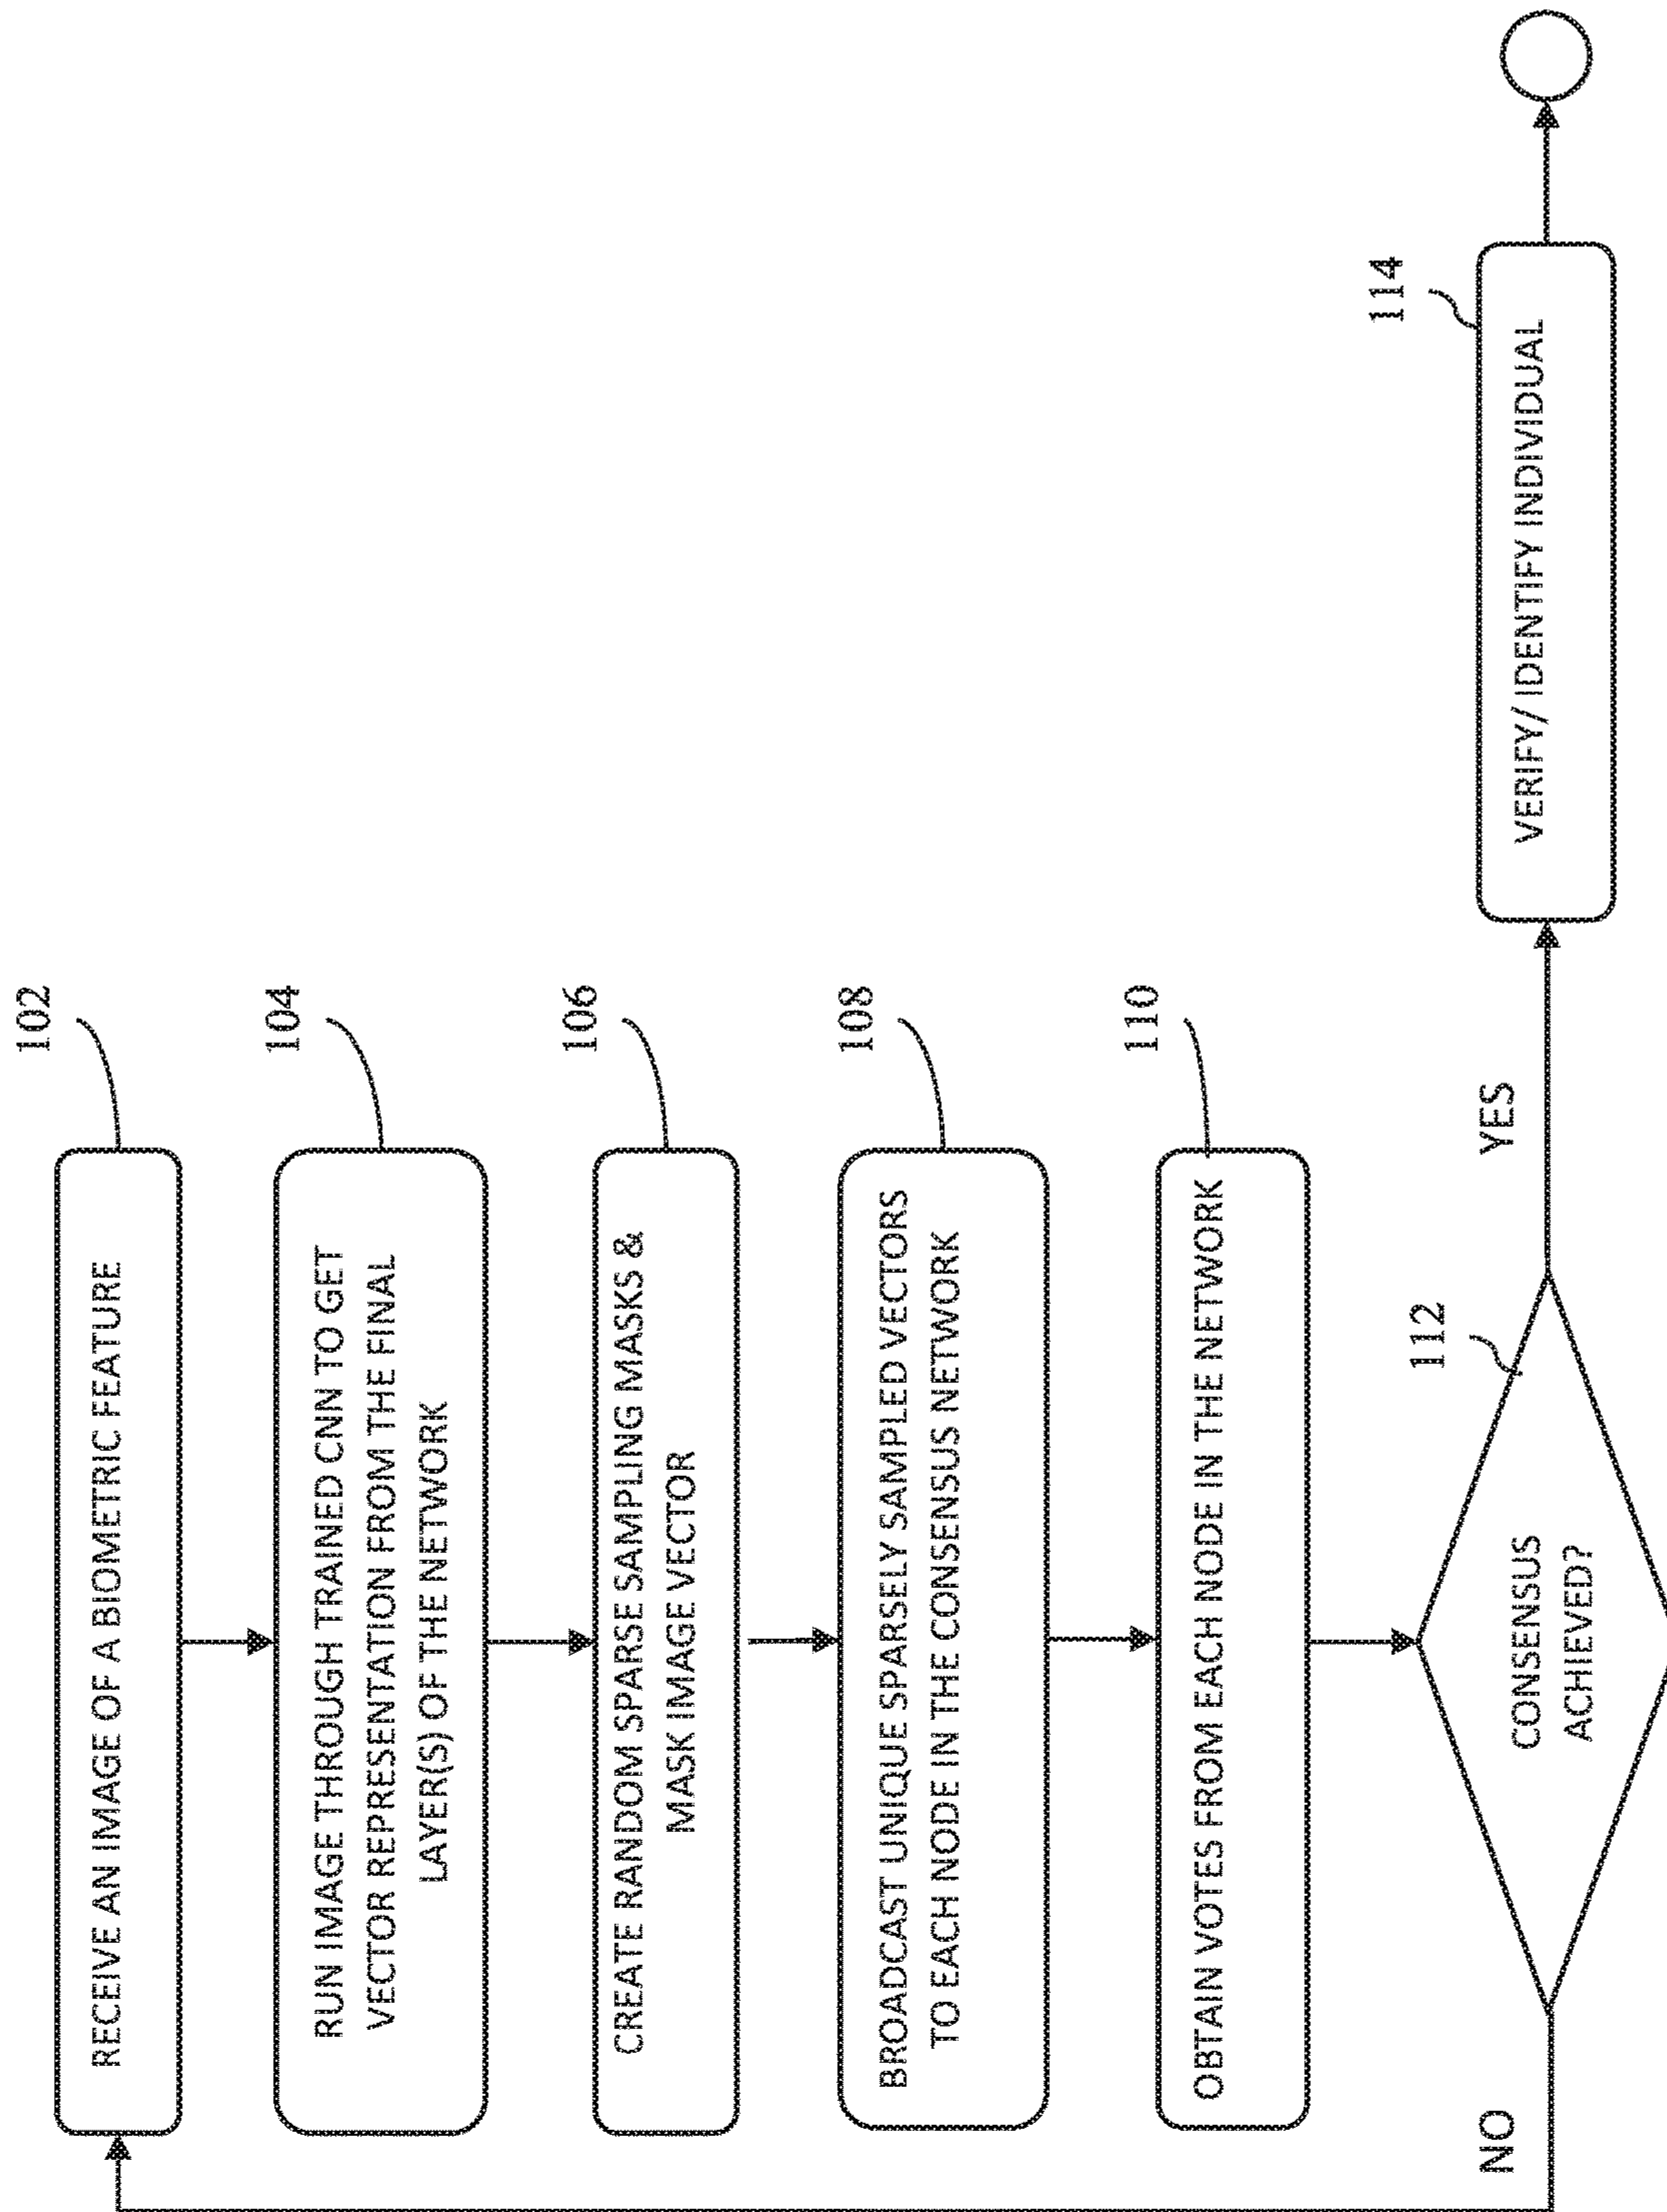 102
RECEIVE AN IMAGE OF A BIOMETRIC FEATURE
104
RUN IMAGE THROUGH TRAINED CNN TO GET
VECTOR REPRESENTATION FROM THE FINAL
LAYER(S) OF THE NETWORK
106
CREATE RANDOM SPARSE SAMPLING MASKS &
MASK IMAGE VECTOR
108
BROADCAST UNIQUE SPARSELY SAMPLED VECTORS
TO EACH NODE IN THE CONSENSUS NETWORK
110
OBTAIN VOTES FROM EACH NODE IN THE NETWORK
112
CONSENSUS
ACHIEVED?
NO
YES
114
VERIFY/ IDENTIFY INDIVIDUAL